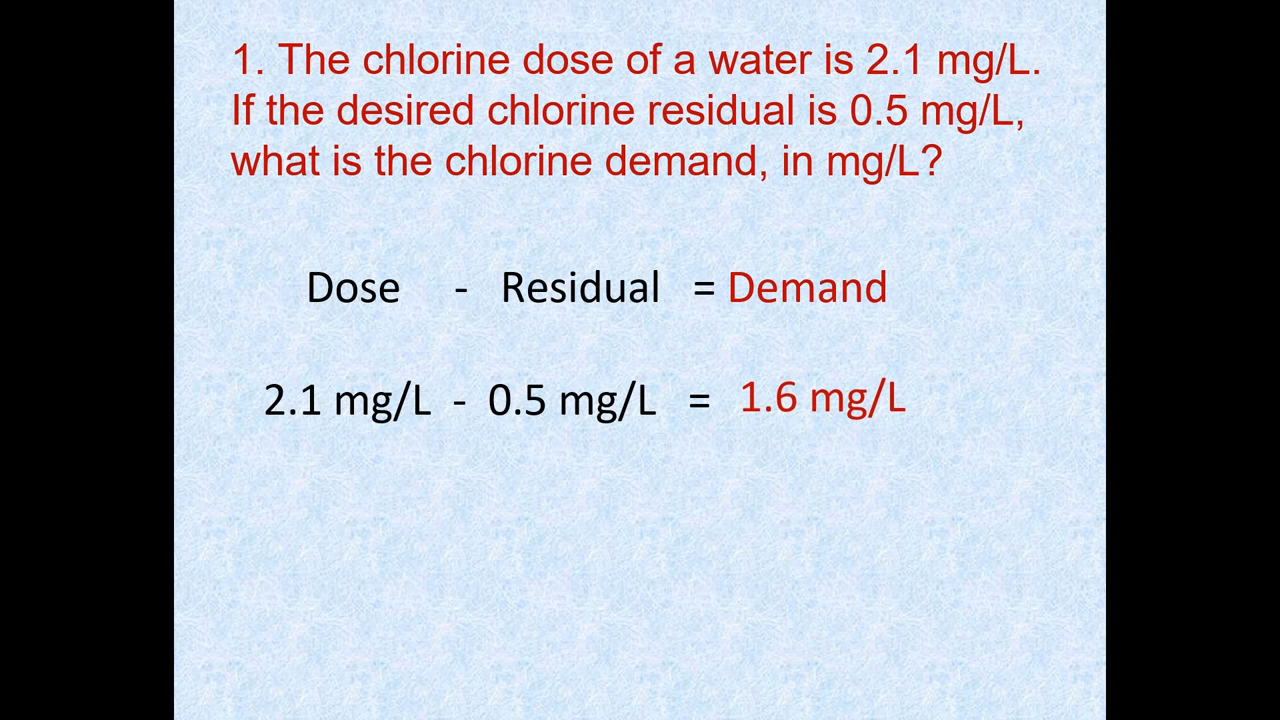 1. The chlorine dose of a water is 2.1 mg/L.
If the desired chlorine residual is 0.5 mg/L,
what is the chlorine demand, in mg/L?
Dose - Residual = Demand
2.1 mg/L - 0.5 mg/L = 1.6 mg/L